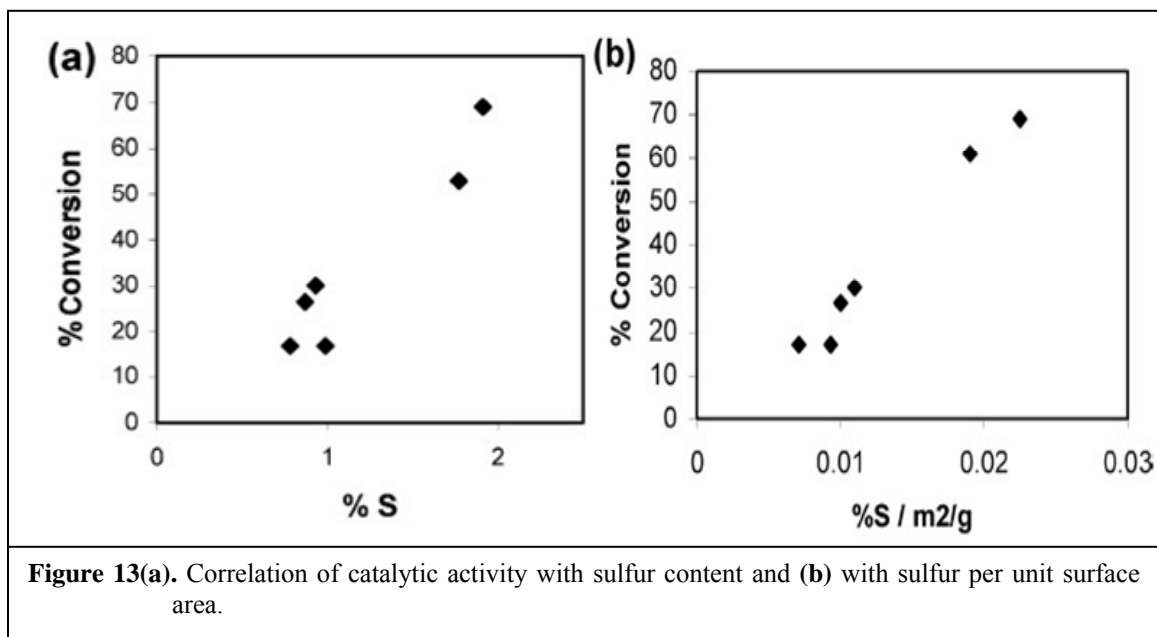 (a)
80
70
60
50
40
30
20
10
0
% Conversion
0 1 2
% S
(b)
80
70
60
50
40
30
20
10
0
% Conversion
0 0.01 0.02 0.03
%S / m2/g
Figure 13(a). Correlation of catalytic activity with sulfur content and (b) with sulfur per unit surface
area.